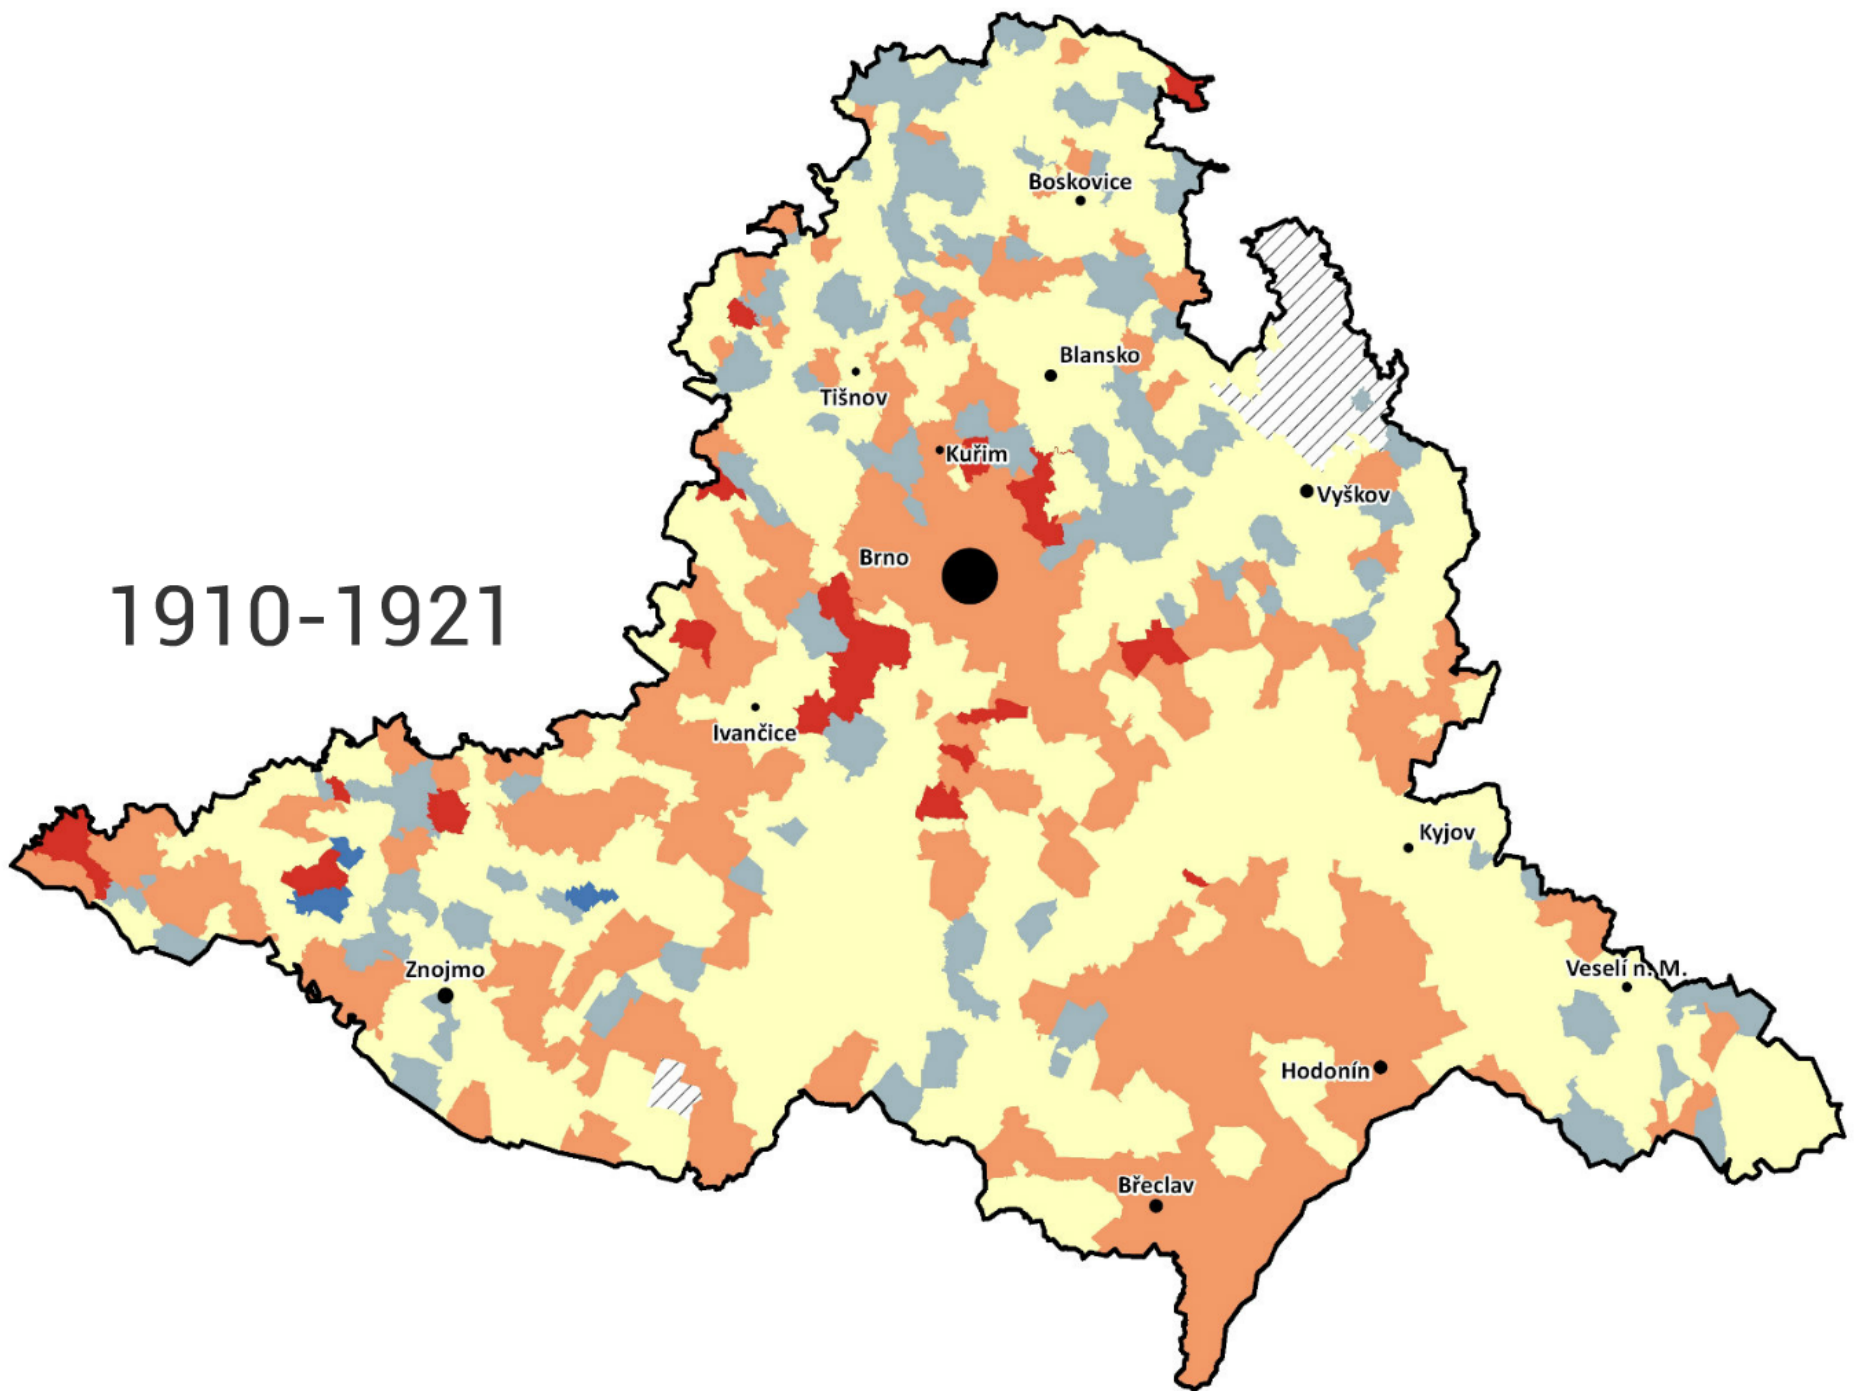 Boskovice
Blansko
Tišnov
Kuřim
Vyškov
Brno
1910-1921
Ivančice
Kyjov
Znojmo
Veselí n. M.
Hodonín
Břeclav